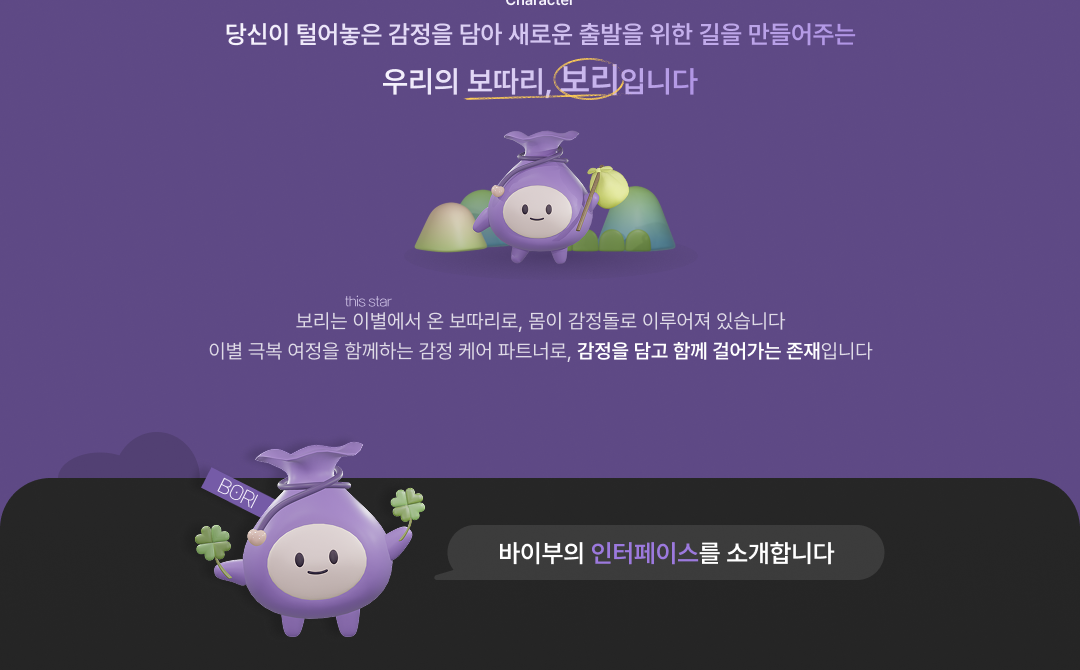 Character
당신이 털어놓은 감정을 담아 새로운 출발을 위한 길을 만들어주는
우리의 보따리, 보리입니다
this star
보리는 이별에서 온 보따리로, 몸이 감정돌로 이루어져 있습니다
이별 극복 여정을 함께하는 감정 케어 파트너로, 감정을 담고 함께 걸어가는 존재입니다
BORI
바이부의 인터페이스를 소개합니다